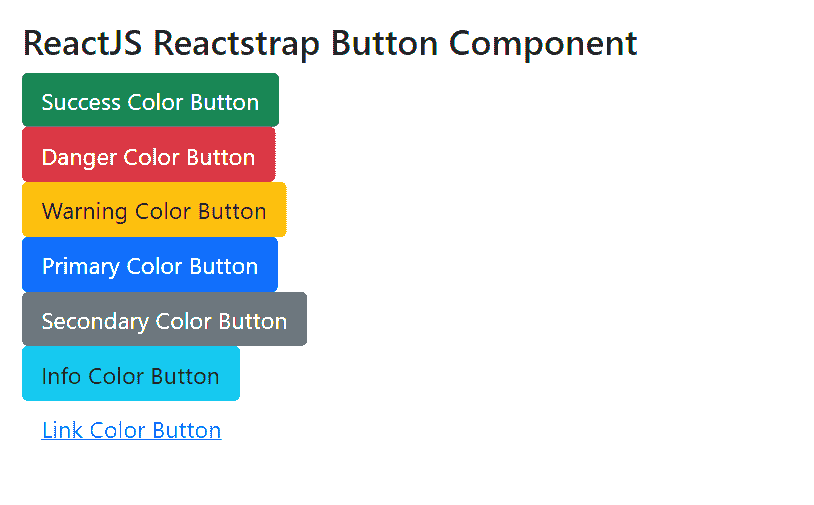 ReactJS Reactstrap Button Component
Success Color Button
Danger Color Button
Warning Color Button
Primary Color Button
Secondary Color Button
Info Color Button
Link Color Button